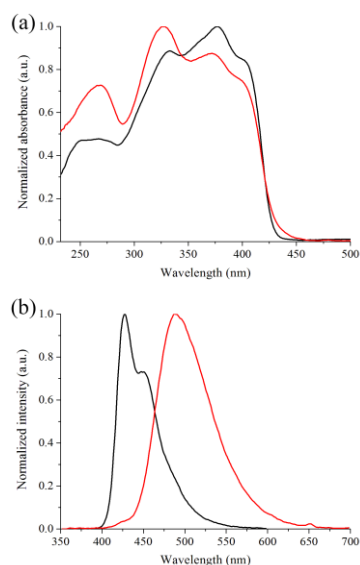 (a)
Normalized absorbance (a.u.)
1.0
0.8
0.6
0.4
0.2
0.0
250 300 350 400 450 500
Wavelength (nm)
(b)
Normalized intensity (a.u.)
1.0
0.8
0.6
0.4
0.2
0.0
350 400 450 500 550 600 650 700
Wavelength (nm)